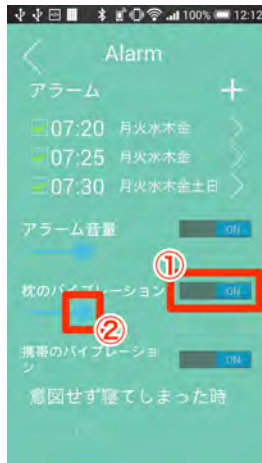 100% 12:12
Alarm
アラーム +
07:20 月火水木金
07:25 月火水木金
07:30 月火水木金土日
アラーム音量 ON
①
枕のバイブレーション ON
②
携帯のバイブレーショ
ン ON
意図せず寝てしまった時